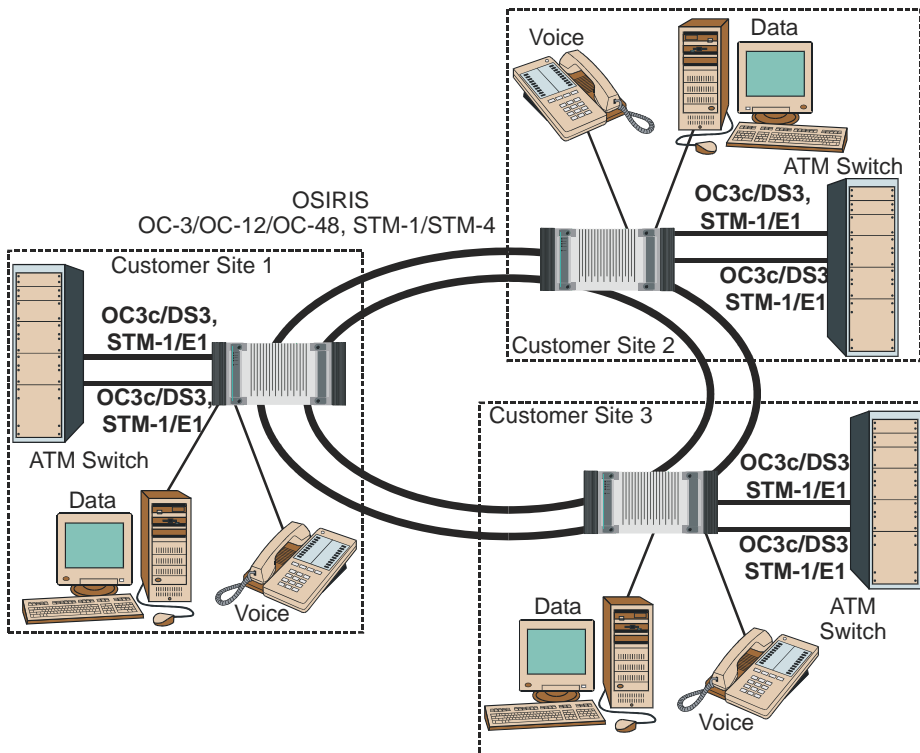 Voice
Data
ATM Switch
OC3c/DS3,
STM-1/E1
OC3c/DS3
STM-1/E1
Customer Site 2
OSIRIS
OC-3/OC-12/OC-48, STM-1/STM-4
Customer Site 1
OC3c/DS3,
STM-1/E1
OC3c/DS3,
STM-1/E1
ATM Switch
Data
Voice
Customer Site 3
OC3c/DS3
STM-1/E1
OC3c/DS3
STM-1/E1
ATM
Switch
Data
Voice